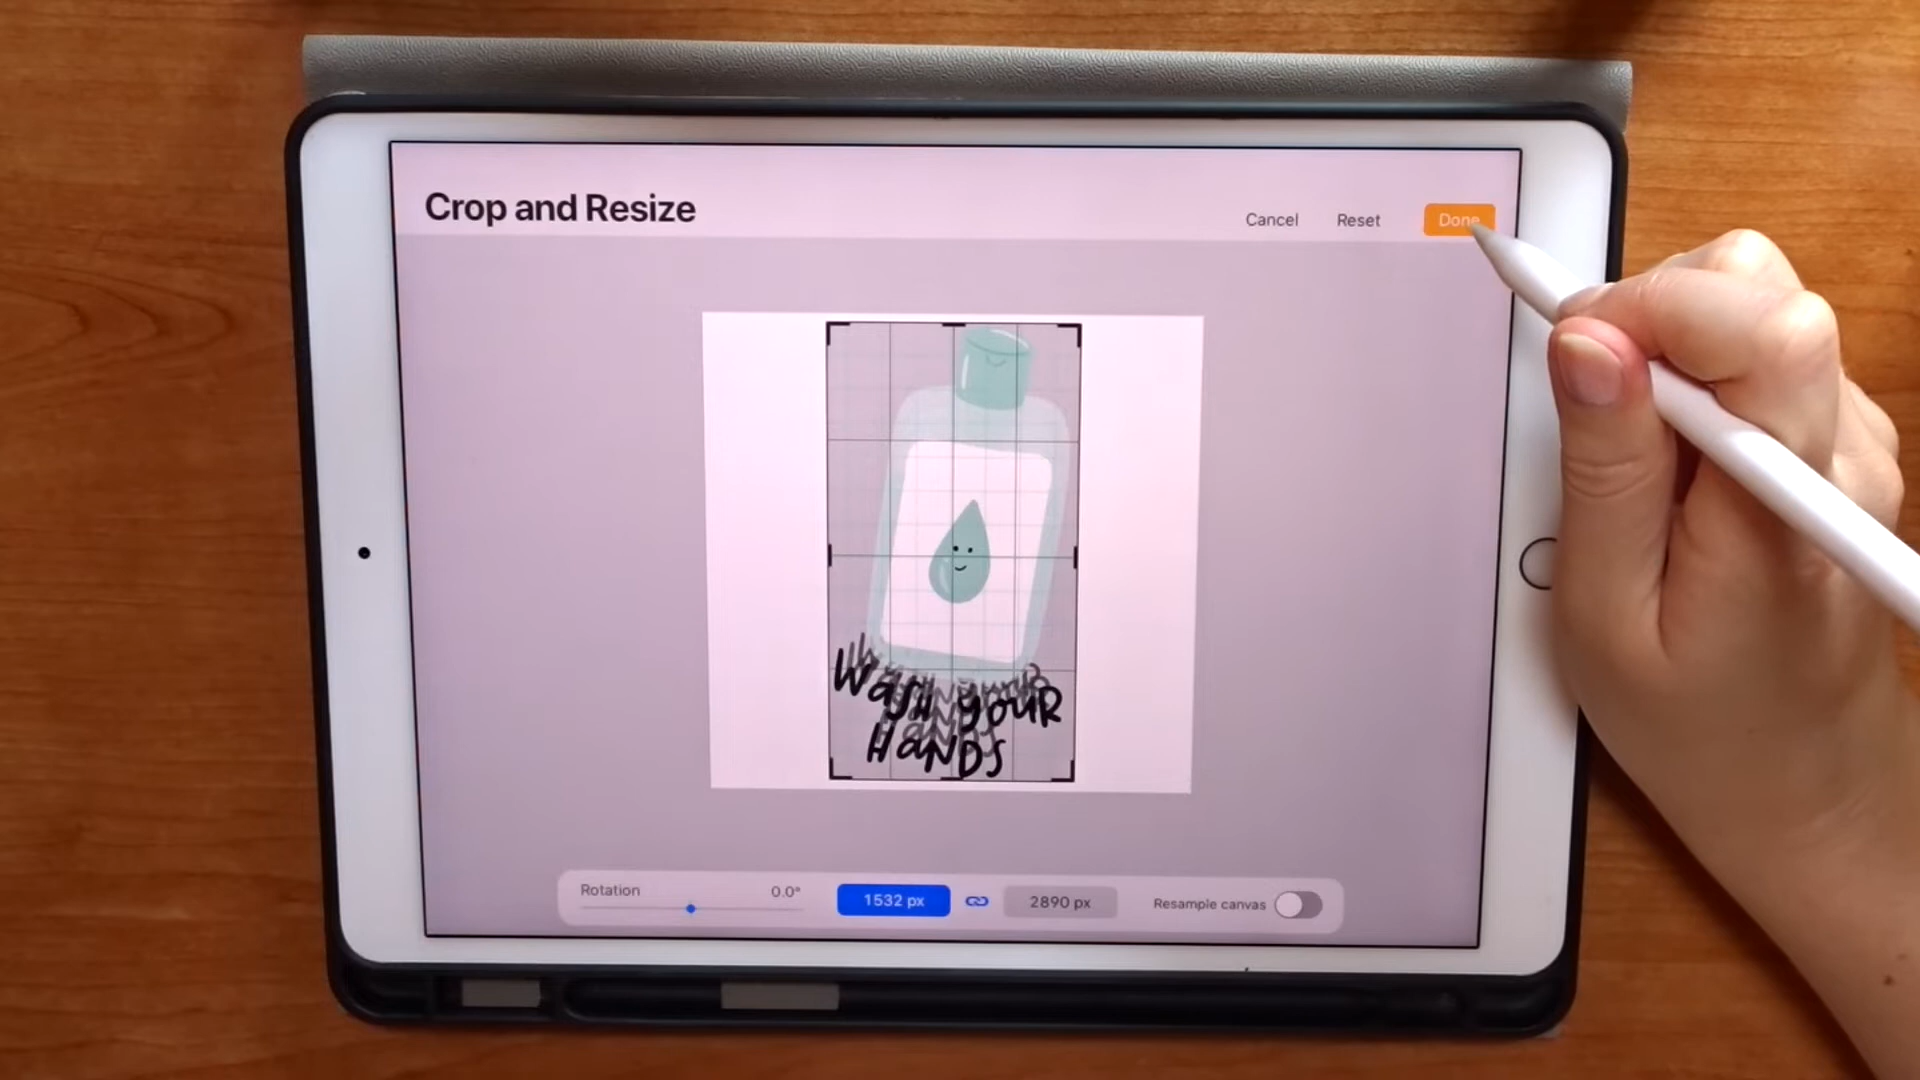 Crop and Resize
Cancel
Reset
Done
WaSH youR
HaNDS
Rotation
0.0°
1532 px
2890 px
Resample canvas